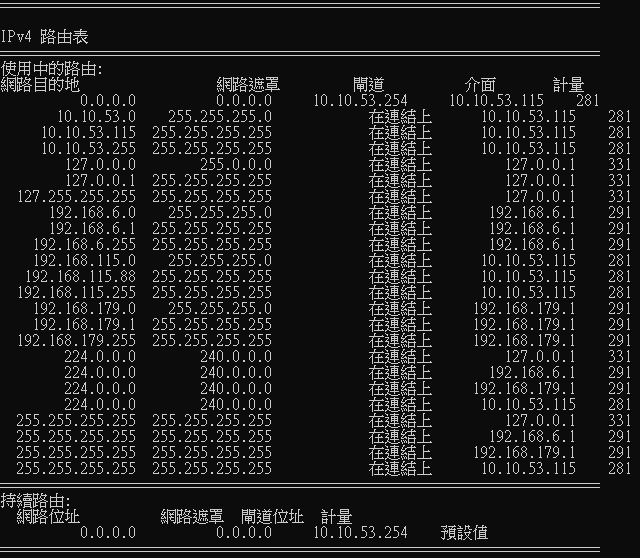 IPv4 路由表
使用中的路由:
網路目的地 網路遮罩 閘道 介面 計量
0.0.0.0 0.0.0.0 10.10.53.254 10.10.53.115 281
10.10.53.0 255.255.255.0 在連結上 10.10.53.115 281
10.10.53.115 255.255.255.255 在連結上 10.10.53.115 281
10.10.53.255 255.255.255.255 在連結上 10.10.53.115 281
127.0.0.0 255.0.0.0 在連結上 127.0.0.1 331
127.0.0.1 255.255.255.255 在連結上 127.0.0.1 331
127.255.255.255 255.255.255.255 在連結上 127.0.0.1 331
192.168.6.0 255.255.255.0 在連結上 192.168.6.1 291
192.168.6.1 255.255.255.255 在連結上 192.168.6.1 291
192.168.6.255 255.255.255.255 在連結上 192.168.6.1 291
192.168.115.0 255.255.255.0 在連結上 10.10.53.115 281
192.168.115.88 255.255.255.255 在連結上 10.10.53.115 281
192.168.115.255 255.255.255.255 在連結上 10.10.53.115 281
192.168.179.0 255.255.255.0 在連結上 192.168.179.1 291
192.168.179.1 255.255.255.255 在連結上 192.168.179.1 291
192.168.179.255 255.255.255.255 在連結上 192.168.179.1 291
224.0.0.0 240.0.0.0 在連結上 127.0.0.1 331
224.0.0.0 240.0.0.0 在連結上 192.168.6.1 291
224.0.0.0 240.0.0.0 在連結上 192.168.179.1 291
224.0.0.0 240.0.0.0 在連結上 10.10.53.115 281
255.255.255.255 255.255.255.255 在連結上 127.0.0.1 331
255.255.255.255 255.255.255.255 在連結上 192.168.6.1 291
255.255.255.255 255.255.255.255 在連結上 192.168.179.1 291
255.255.255.255 255.255.255.255 在連結上 10.10.53.115 281
持續路由:
網路位址 網路遮罩 閘道位址 計量
0.0.0.0 0.0.0.0 10.10.53.254 預設值